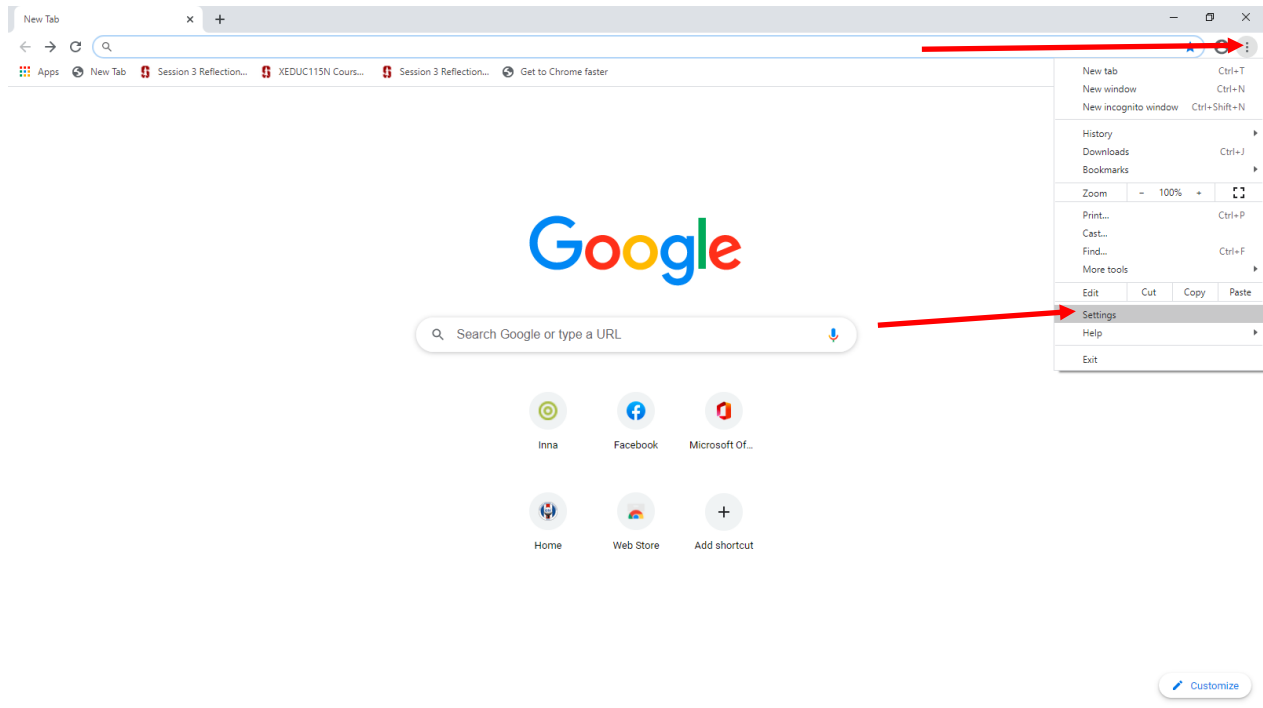 New Tab
Apps New Tab Session 3 Reflection... XEDUC115N Cours... Session 3 Reflection... Get to Chrome faster
New tab Ctrl+T
New window Ctrl+N
New incognito window Ctrl+Shift+N
History
Downloads Ctrl+J
Bookmarks
Zoom - 100% +
Print... Ctrl+P
Cast...
Find... Ctrl+F
More tools
Edit Cut Copy Paste
Settings
Help
Exit
Google
Search Google or type a URL
Inna Facebook Microsoft Of...
Home Web Store Add shortcut
Customize